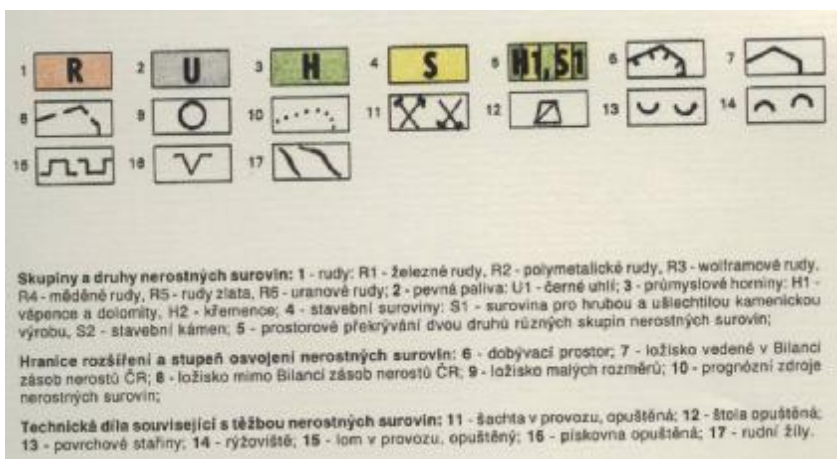 1 R 2 U 3 H 4 S 5 H1,S1 6 7
8 9 10 11 12 13 14
15 16 17
Skupiny a druhy nerostných surovin: 1 - rudy: R1 - železné rudy, R2 - polymetalické rudy, R3 - wolframové rudy,
R4 - měděné rudy, R5 - rudy zlata, R6 - uranové rudy; 2 - pevná paliva: U1 - černé uhlí; 3 - průmyslové horniny: H1 -
vápence a dolomity, H2 - křemence; 4 - stavební suroviny: S1 - surovina pro hrubou a ušlechtilou kamenickou
výrobu, S2 - stavební kámen; 5 - prostorové překrývání dvou druhů různých skupin nerostných surovin;
Hranice rozšíření a stupeň osvojení nerostných surovin: 6 - dobývací prostor; 7 - ložisko vedené v Bilanci
zásob nerostů ČR; 8 - ložisko mimo Bilanci zásob nerostů ČR; 9 - ložisko malých rozměrů; 10 - prognózní zdroje
nerostných surovin;
Technická díla související s těžbou nerostných surovin: 11 - šachta v provozu, opuštěná; 12 - štola opuštěná;
13 - povrchové stařiny; 14 - rýžoviště; 15 - lom v provozu, opuštěný; 16 - pískovna opuštěná; 17 - rudní žíly.